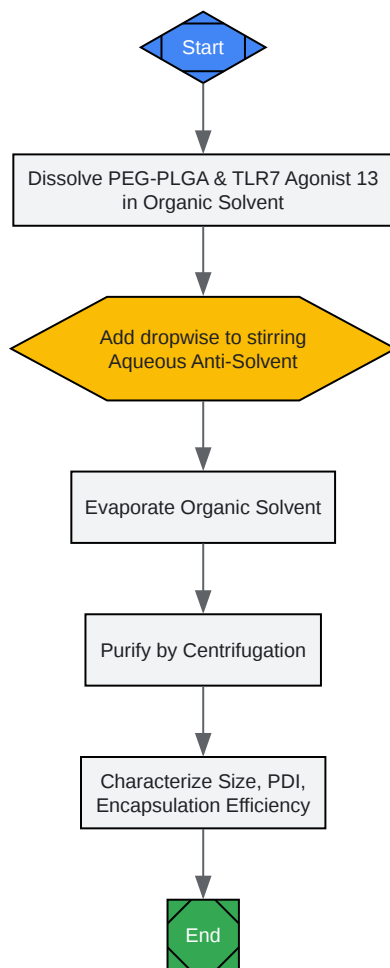 Start
Dissolve PEG-PLGA & TLR7 Agonist 13
in Organic Solvent
Add dropwise to stirring
Aqueous Anti-Solvent
Evaporate Organic Solvent
Purify by Centrifugation
Characterize Size, PDI,
Encapsulation Efficiency
End